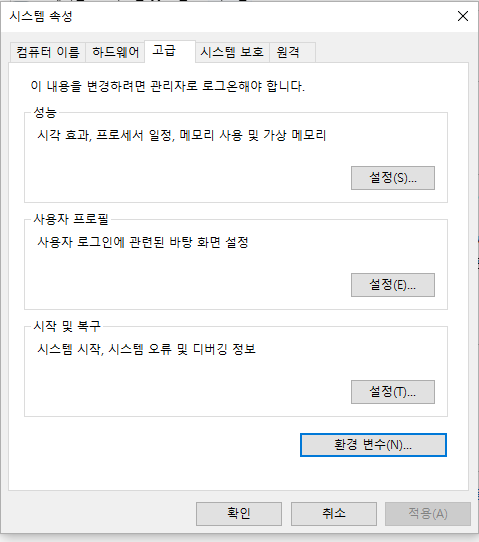 시스템 속성
컴퓨터 이름 하드웨어 고급 시스템 보호 원격
이 내용을 변경하려면 관리자로 로그온해야 합니다.
성능
시각 효과, 프로세서 일정, 메모리 사용 및 가상 메모리
설정(S)...
사용자 프로필
사용자 로그인에 관련된 바탕 화면 설정
설정(E)...
시작 및 복구
시스템 시작, 시스템 오류 및 디버깅 정보
설정(T)...
환경 변수(N)...
확인 취소 적용(A)